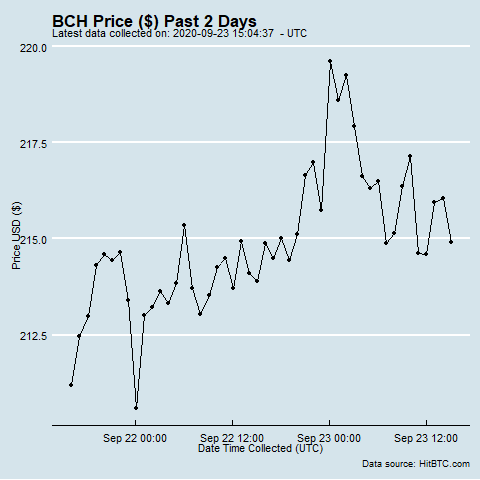 BCH Price ($) Past 2 Days
Latest data collected on: 2020-09-23 15:04:37  - UTC
220.0
217.5
215.0
212.5
Price USD ($)
Sep 22 00:00
Sep 22 12:00
Sep 23 00:00
Sep 23 12:00
Date Time Collected (UTC)
Data source: HitBTC.com